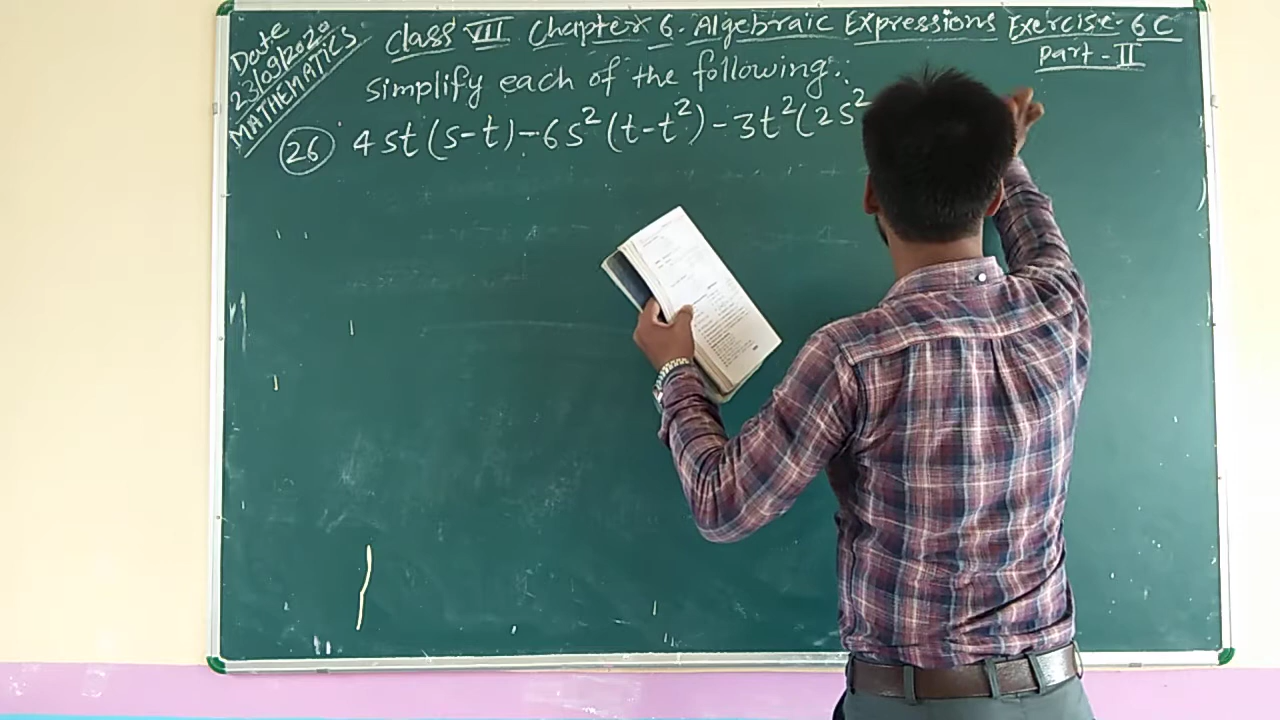 Date
23/09/2020
MATHEMATICS
Class VII Chapter 6. Algebraic Expressions Exercise-6C
Part-II
Simplify each of the following:
26 4st(s-t)-6s²(t-t²)-3t²(2s²